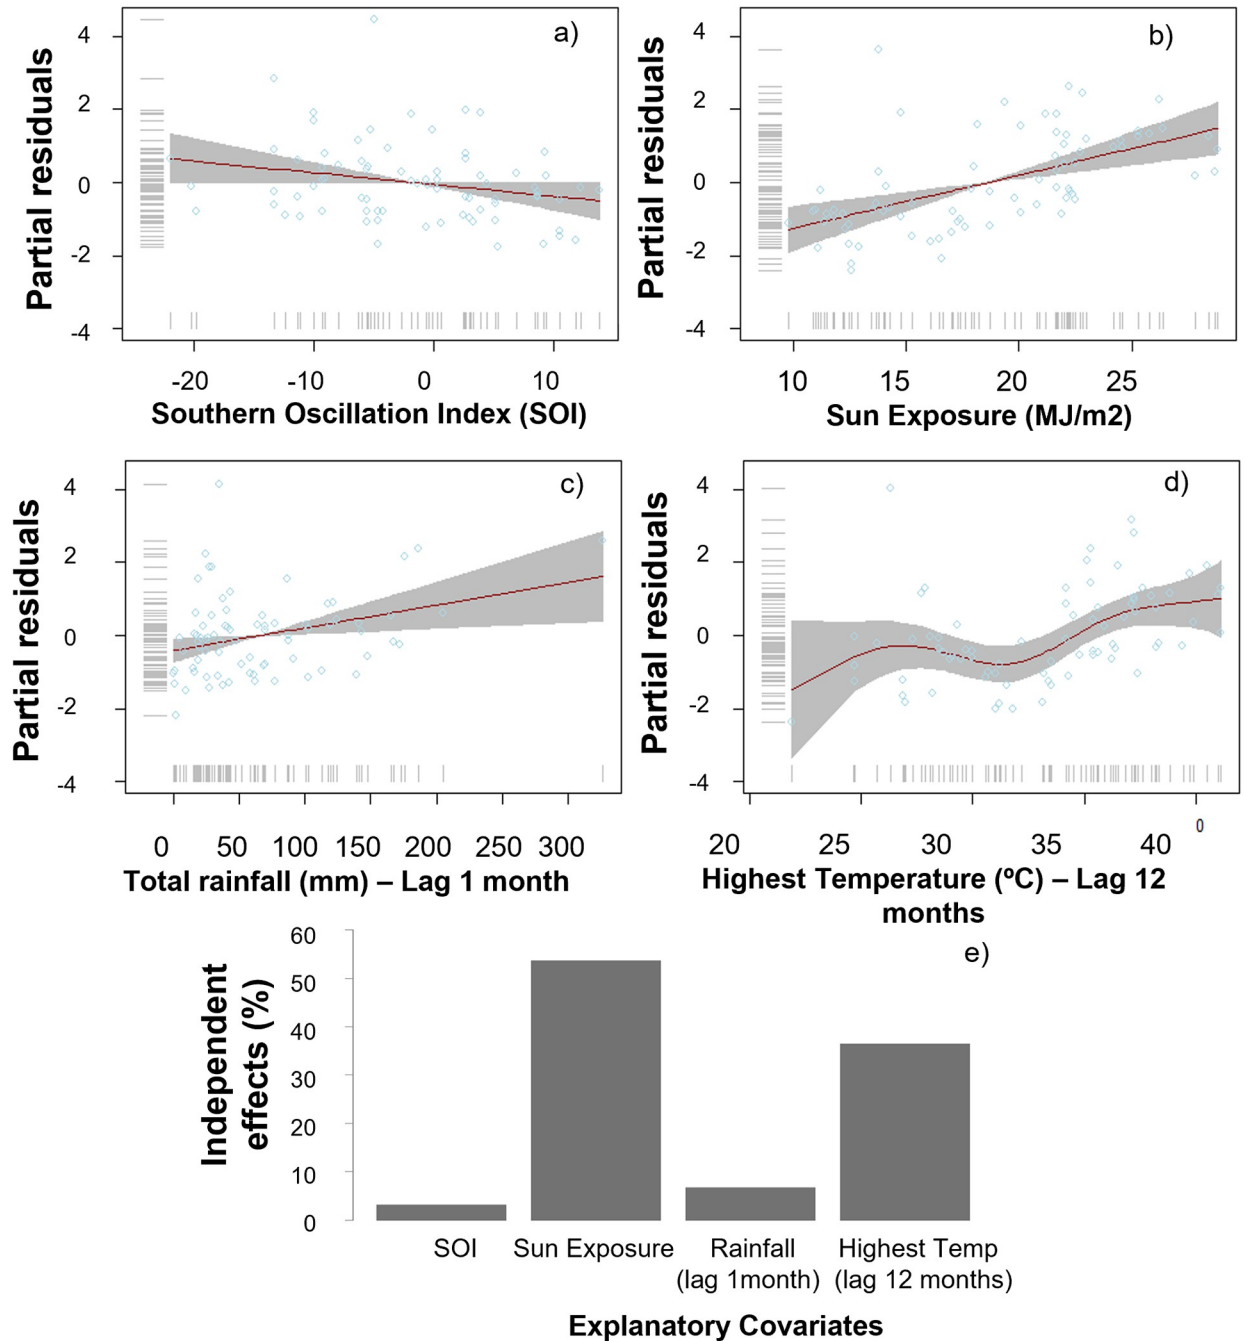 a)
4
2
0
-2
-4
Partial residuals
-20 -10 0 10
Southern Oscillation Index (SOI)
b)
4
2
0
-2
-4
Partial residuals
10 15 20 25
Sun Exposure (MJ/m2)
c)
4
2
0
-2
-4
Partial residuals
0 50 100 150 200 250 300
Total rainfall (mm) – Lag 1 month
d)
4
2
0
-2
-4
Partial residuals
20 25 30 35 40 0
Highest Temperature (ºC) – Lag 12
months
e)
60
50
40
30
20
10
0
Independent
effects (%)
SOI Sun Exposure Rainfall Highest Temp
(lag 1month) (lag 12 months)
Explanatory Covariates